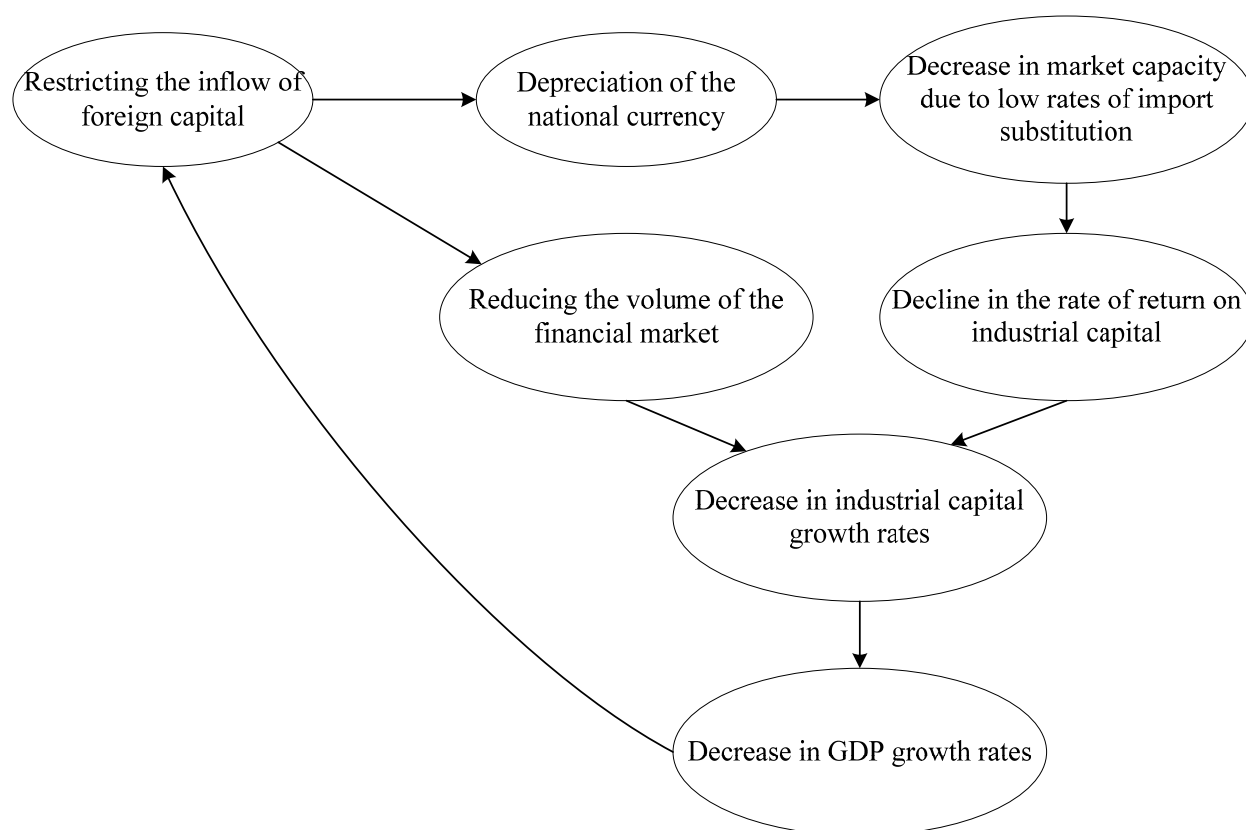 Restricting the inflow of
foreign capital
Depreciation of the
national currency
Decrease in market capacity
due to low rates of import
substitution
Reducing the volume of the
financial market
Decline in the rate of return on
industrial capital
Decrease in industrial capital
growth rates
Decrease in GDP growth rates